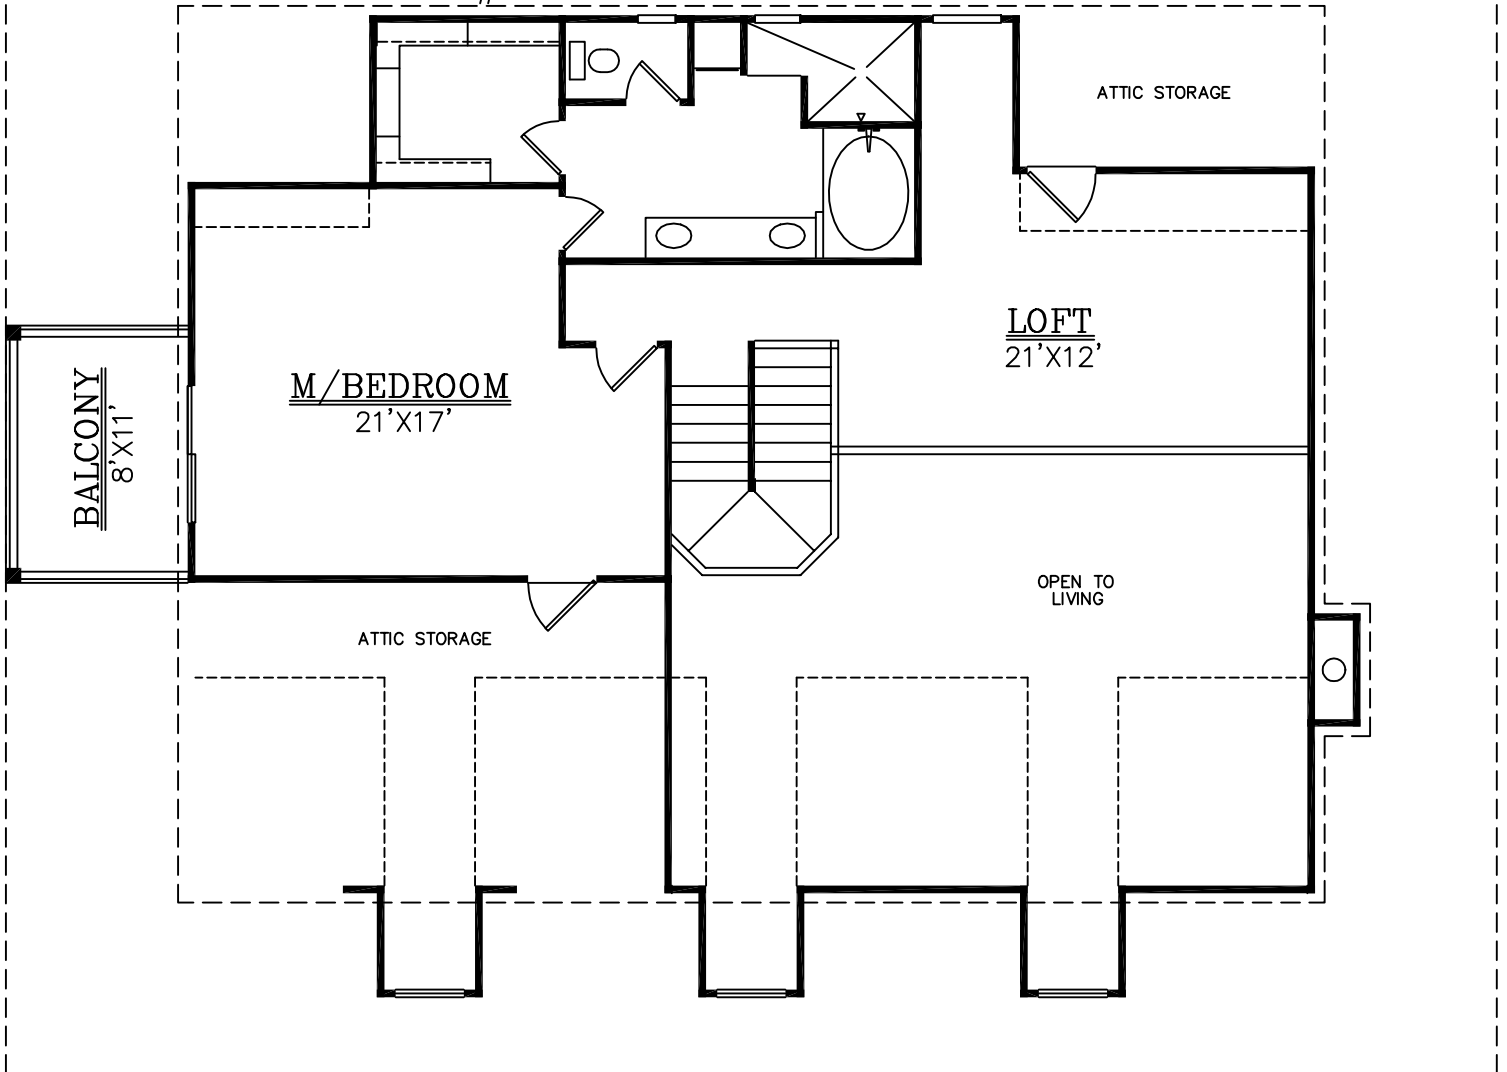 ATTIC STORAGE
LOFT
21'X12'
M/BEDROOM
21'X17'
BALCONY
8'X11'
OPEN TO
LIVING
ATTIC STORAGE